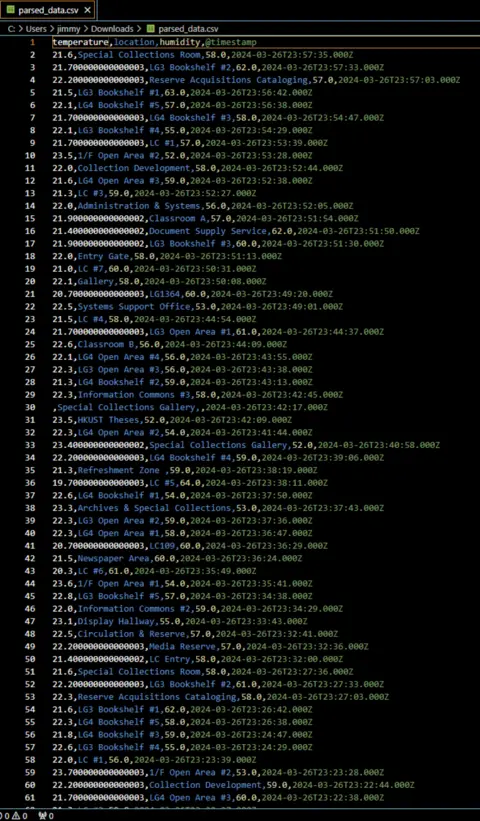 parsed_data.csv ×
C: > Users > jimmy > Downloads > parsed_data.csv
1 temperature,location,humidity,@timestamp
2 21.6,Special Collections Room,58.0,2024-03-26T23:57:35.000Z
3 21.700000000000003,LG3 Bookshelf #2,62.0,2024-03-26T23:57:33.000Z
4 22.200000000000003,Reserve Acquisitions Cataloging,57.0,2024-03-26T23:57:03.000Z
5 21.5,LG3 Bookshelf #1,63.0,2024-03-26T23:56:42.000Z
6 22.1,LG4 Bookshelf #5,57.0,2024-03-26T23:56:38.000Z
7 21.700000000000003,LG4 Bookshelf #3,58.0,2024-03-26T23:54:47.000Z
8 22.1,LG3 Bookshelf #4,55.0,2024-03-26T23:54:29.000Z
9 21.700000000000003,LC #1,57.0,2024-03-26T23:53:39.000Z
10 23.5,1/F Open Area #2,52.0,2024-03-26T23:53:28.000Z
11 22.0,Collection Development,58.0,2024-03-26T23:52:44.000Z
12 21.6,LG4 Open Area #3,59.0,2024-03-26T23:52:38.000Z
13 21.3,LC #3,59.0,2024-03-26T23:52:27.000Z
14 22.0,Administration & Systems,56.0,2024-03-26T23:52:05.000Z
15 21.900000000000002,Classroom A,57.0,2024-03-26T23:51:54.000Z
16 21.400000000000002,Document Supply Service,62.0,2024-03-26T23:51:50.000Z
17 21.900000000000002,LG3 Bookshelf #3,60.0,2024-03-26T23:51:30.000Z
18 22.0,Entry Gate,58.0,2024-03-26T23:51:13.000Z
19 21.0,LC #7,60.0,2024-03-26T23:50:31.000Z
20 22.1,Gallery,58.0,2024-03-26T23:50:08.000Z
21 20.700000000000003,LG1364,60.0,2024-03-26T23:49:20.000Z
22 22.5,Systems Support Office,53.0,2024-03-26T23:49:01.000Z
23 21.5,LC #4,58.0,2024-03-26T23:44:54.000Z
24 21.700000000000003,LG3 Open Area #1,61.0,2024-03-26T23:44:37.000Z
25 22.6,Classroom B,56.0,2024-03-26T23:44:09.000Z
26 22.1,LG4 Open Area #4,56.0,2024-03-26T23:43:55.000Z
27 22.3,LG3 Open Area #3,56.0,2024-03-26T23:43:38.000Z
28 21.3,LG4 Bookshelf #2,59.0,2024-03-26T23:43:13.000Z
29 22.3,Information Commons #3,58.0,2024-03-26T23:42:45.000Z
30 ,Special Collections Gallery,,2024-03-26T23:42:17.000Z
31 23.5,HKUST Theses,52.0,2024-03-26T23:42:09.000Z
32 22.3,LG4 Open Area #2,54.0,2024-03-26T23:41:44.000Z
33 23.400000000000002,Special Collections Gallery,52.0,2024-03-26T23:40:58.000Z
34 22.200000000000003,LG4 Bookshelf #4,59.0,2024-03-26T23:39:06.000Z
35 21.3,Refreshment Zone ,59.0,2024-03-26T23:38:19.000Z
36 19.700000000000003,LC #5,64.0,2024-03-26T23:38:11.000Z
37 22.6,LG4 Bookshelf #1,54.0,2024-03-26T23:37:50.000Z
38 23.3,Archives & Special Collections,53.0,2024-03-26T23:37:43.000Z
39 22.3,LG3 Open Area #2,59.0,2024-03-26T23:37:36.000Z
40 22.3,LG4 Open Area #1,58.0,2024-03-26T23:36:47.000Z
41 20.700000000000003,LC109,60.0,2024-03-26T23:36:29.000Z
42 21.5,Newspaper Area,60.0,2024-03-26T23:36:24.000Z
43 20.3,LC #6,61.0,2024-03-26T23:35:49.000Z
44 23.6,1/F Open Area #1,54.0,2024-03-26T23:35:41.000Z
45 22.8,LG3 Bookshelf #5,57.0,2024-03-26T23:34:38.000Z
46 22.0,Information Commons #2,59.0,2024-03-26T23:34:29.000Z
47 23.1,Display Hallway,55.0,2024-03-26T23:33:43.000Z
48 22.5,Circulation & Reserve,57.0,2024-03-26T23:32:41.000Z
49 22.200000000000003,Media Reserve,57.0,2024-03-26T23:32:36.000Z
50 21.400000000000002,LC Entry,58.0,2024-03-26T23:32:00.000Z
51 21.6,Special Collections Room,58.0,2024-03-26T23:27:36.000Z
52 22.200000000000003,LG3 Bookshelf #2,61.0,2024-03-26T23:27:33.000Z
53 22.3,Reserve Acquisitions Cataloging,58.0,2024-03-26T23:27:03.000Z
54 21.6,LG3 Bookshelf #1,62.0,2024-03-26T23:26:42.000Z
55 22.3,LG4 Bookshelf #5,58.0,2024-03-26T23:26:38.000Z
56 21.8,LG4 Bookshelf #3,59.0,2024-03-26T23:24:47.000Z
57 22.6,LG3 Bookshelf #4,55.0,2024-03-26T23:24:29.000Z
58 22.0,LC #1,56.0,2024-03-26T23:23:39.000Z
59 23.700000000000003,1/F Open Area #2,53.0,2024-03-26T23:23:28.000Z
60 22.200000000000003,Collection Development,59.0,2024-03-26T23:22:44.000Z
61 21.700000000000003,LG4 Open Area #3,60.0,2024-03-26T23:22:38.000Z
0 0 0